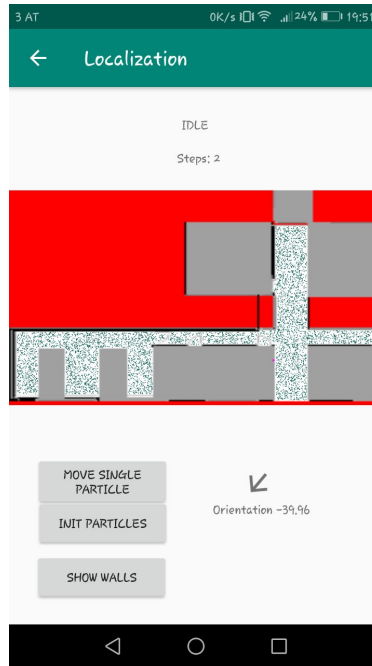 3 AT 0K/s 24% 19:51
Localization
IDLE
Steps: 2
MOVE SINGLE
PARTICLE
Orientation -39.96
INIT PARTICLES
SHOW WALLS